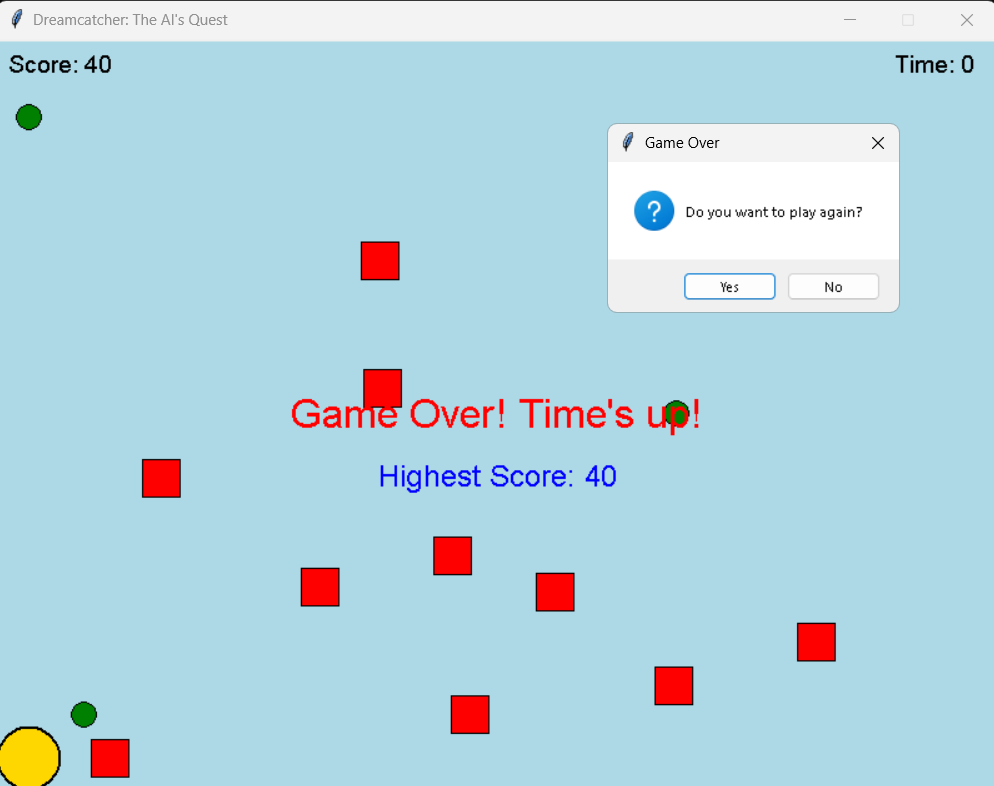 Dreamcatcher: The AI's Quest
Score: 40
Time: 0
Game Over
Do you want to play again?
Yes
No
Game Over! Time's up!
Highest Score: 40